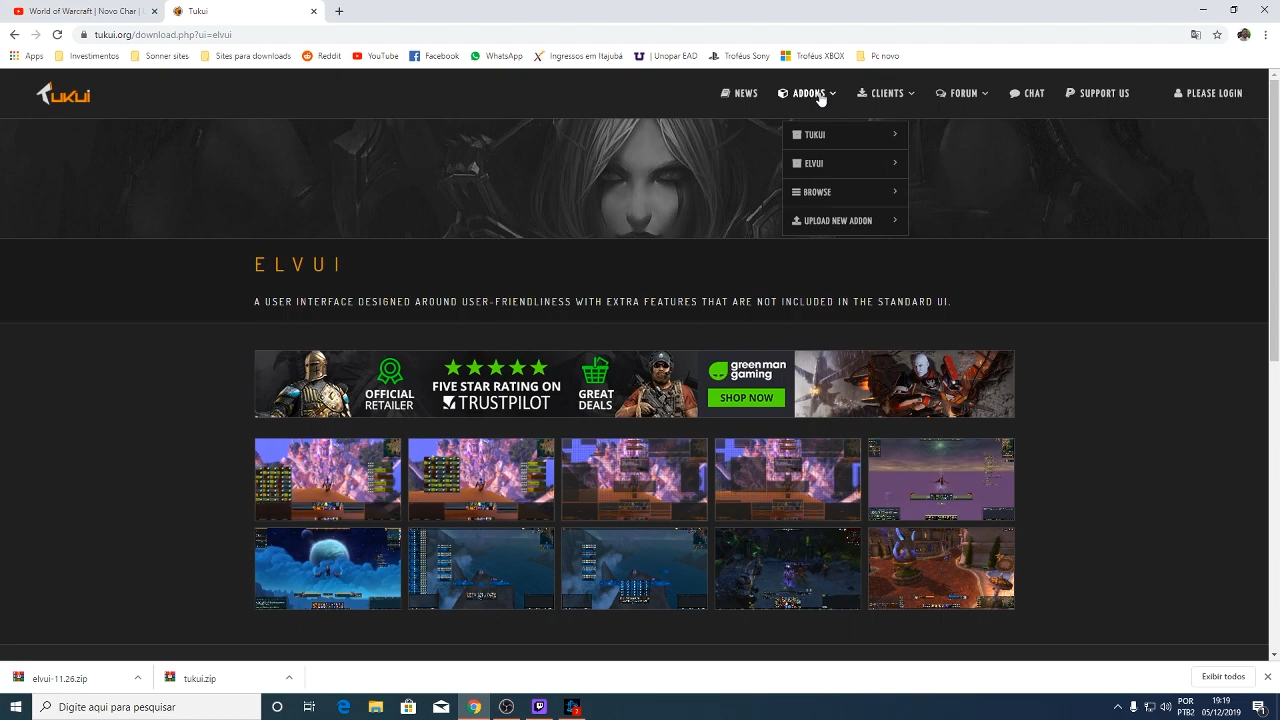 World of Warcraft | Novo Char | L
Tukui
tukui.org/download.php?ui=elvui
Apps
Investimentos
Sonner sites
Sites para downloads
Reddit
YouTube
Facebook
WhatsApp
Ingressos em Itajubá
| Unopar EAD
Troféus Sony
Troféus XBOX
Pc novo
TUKUI
NEWS
ADDONS
CLIENTS
FORUM
CHAT
SUPPORT US
PLEASE LOGIN
TUKUI
ELVUI
BROWSE
UPLOAD NEW ADDON
ELVUI
A USER INTERFACE DESIGNED AROUND USER-FRIENDLINESS WITH EXTRA FEATURES THAT ARE NOT INCLUDED IN THE STANDARD UI.
OFFICIAL
RETAILER
FIVE STAR RATING ON
TRUSTPILOT
GREAT
DEALS
green man
gaming
SHOP NOW
elvui-11.26.zip
tukui.zip
Exibir todos
Digite aqui para pesquisar
POR
PTB2
19:19
05/12/2019